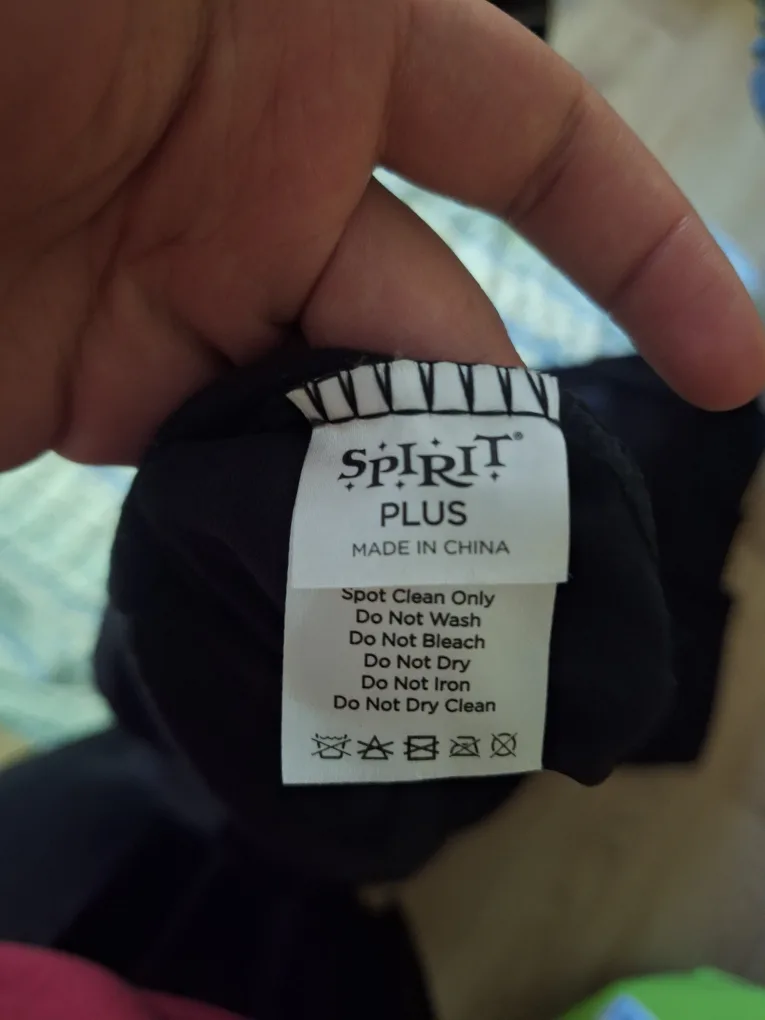 SPIRIT®
PLUS
MADE IN CHINA
Spot Clean Only
Do Not Wash
Do Not Bleach
Do Not Dry
Do Not Iron
Do Not Dry Clean